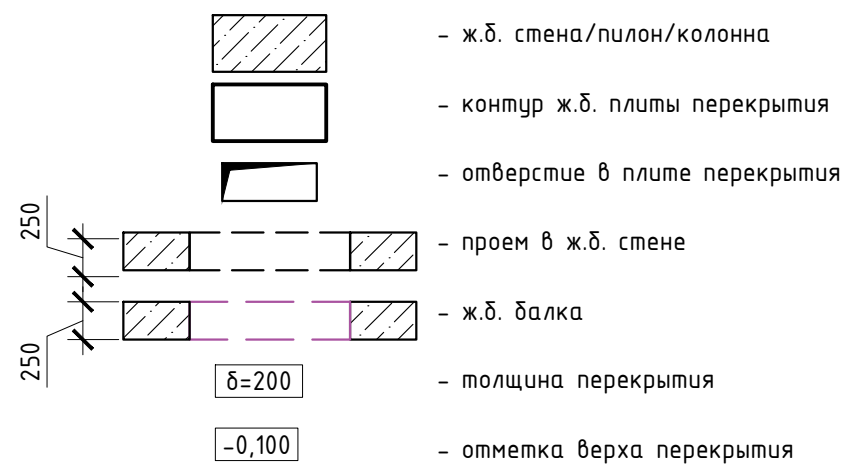 - ж.б. стена/пилон/колонна
- контур ж.б. плиты перекрытия
- отверстие в плите перекрытия
250
- проем в ж.б. стене
250
- ж.б. балка
δ=200 - толщина перекрытия
-0,100 - отметка верха перекрытия